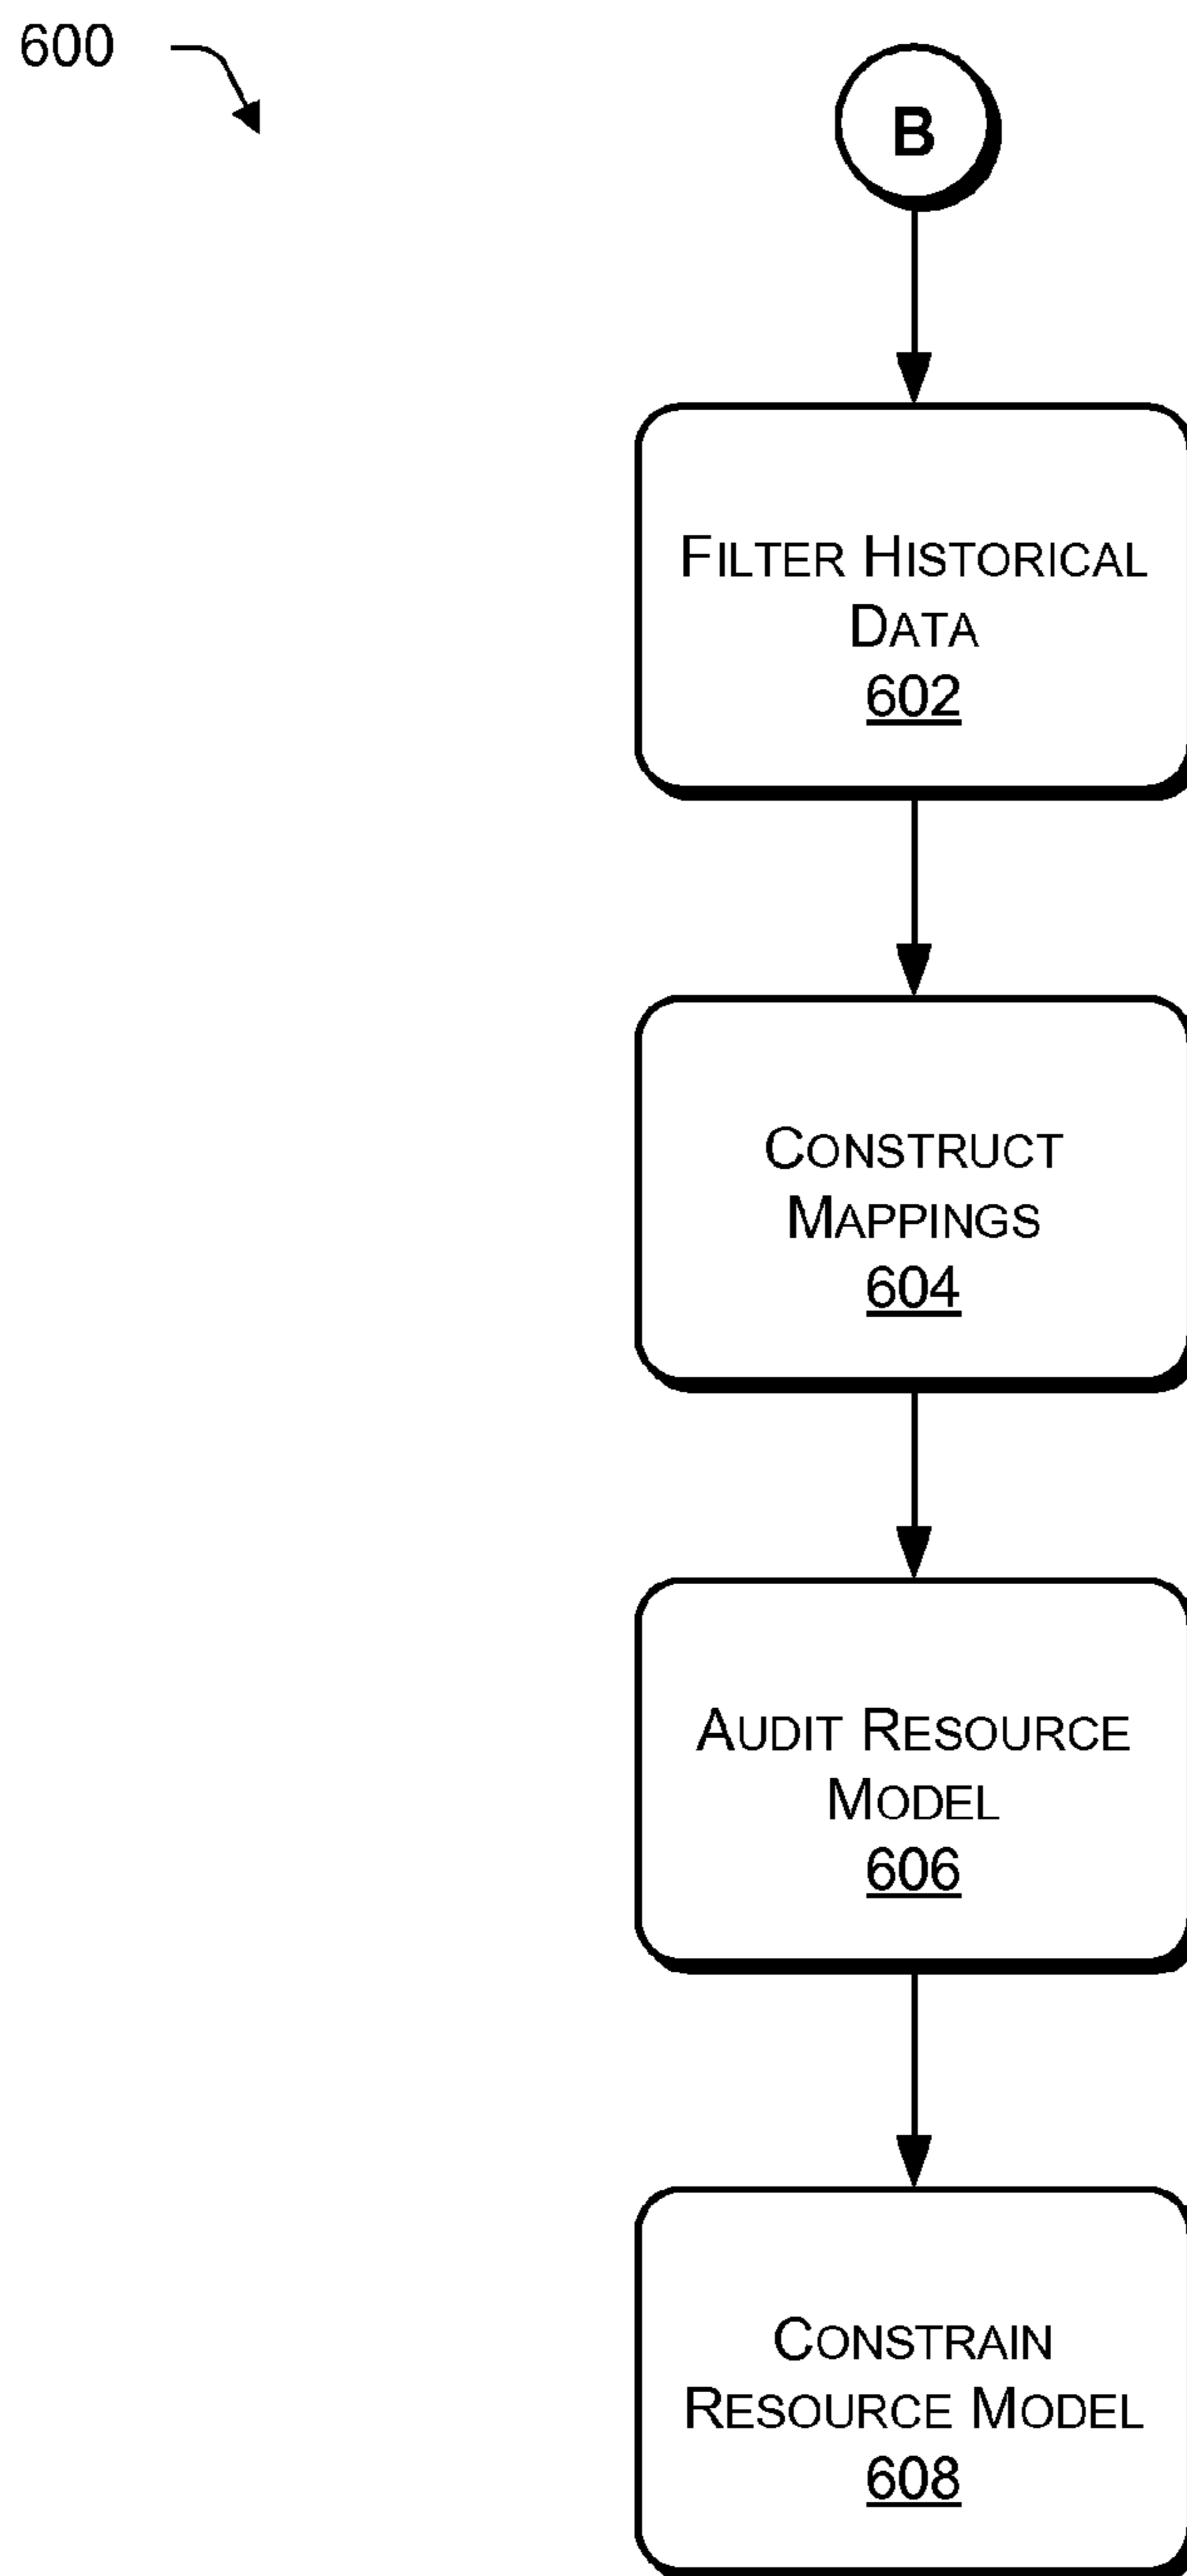 600
B
FILTER HISTORICAL
DATA
602
CONSTRUCT
MAPPINGS
604
AUDIT RESOURCE
MODEL
606
CONSTRAIN
RESOURCE MODEL
608